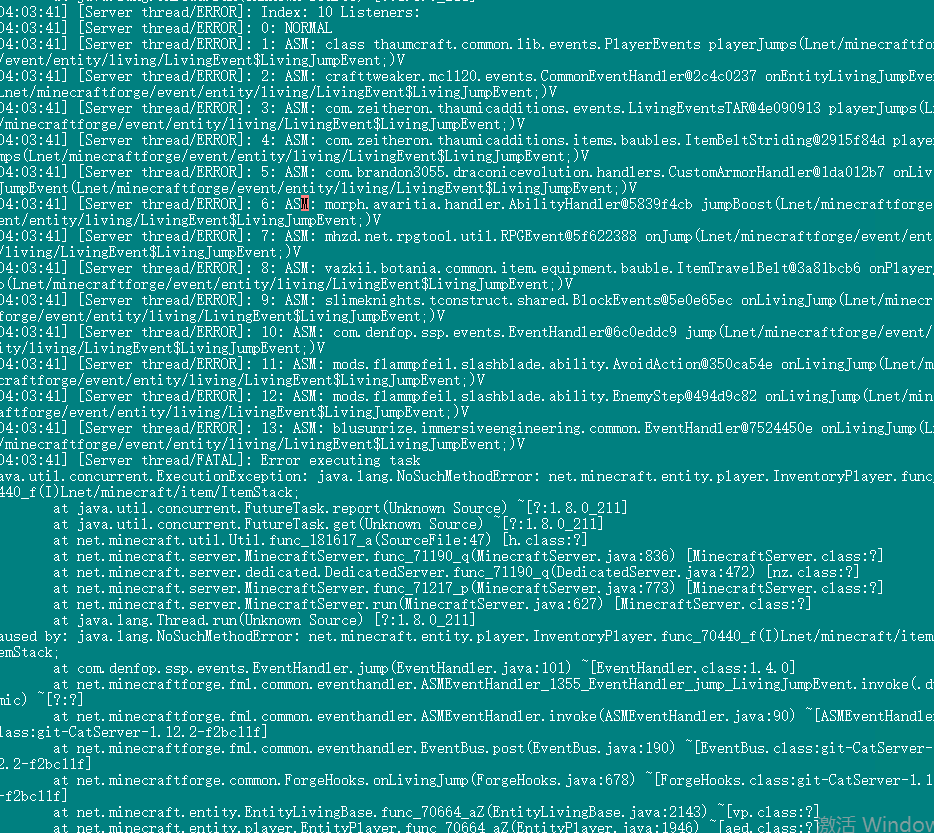 04:03:41] [Server thread/ERROR]: Index: 10 Listeners:
04:03:41] [Server thread/ERROR]: 0: NORMAL
04:03:41] [Server thread/ERROR]: 1: ASM: class thaumcraft.common.lib.events.PlayerEvents playerJumps(Lnet/minecraftfo
/event/entity/living/LivingEvent$LivingJumpEvent;)V
04:03:41] [Server thread/ERROR]: 2: ASM: crafttweaker.mc1120.events.CommonEventHandler@2c4c0237 onEntityLivingJumpEve
Lnet/minecraftforge/event/entity/living/LivingEvent$LivingJumpEvent;)V
04:03:41] [Server thread/ERROR]: 3: ASM: com.zeitheron.thaumicadditions.events.LivingEventsTAR@4e090913 playerJumps(L
/minecraftforge/event/entity/living/LivingEvent$LivingJumpEvent;)V
04:03:41] [Server thread/ERROR]: 4: ASM: com.zeitheron.thaumicadditions.items.baubles.ItemBeltStriding@2915f84d player
mps(Lnet/minecraftforge/event/entity/living/LivingEvent$LivingJumpEvent;)V
04:03:41] [Server thread/ERROR]: 5: ASM: com.brandon3055.draconicevolution.handlers.CustomArmorHandler@1da012b7 onLiv
JumpEvent(Lnet/minecraftforge/event/entity/living/LivingEvent$LivingJumpEvent;)V
04:03:41] [Server thread/ERROR]: 6: ASM: morph.avaritia.handler.AbilityHandler@5839f4cb jumpBoost(Lnet/minecraftforge
/event/entity/living/LivingEvent$LivingJumpEvent;)V
04:03:41] [Server thread/ERROR]: 7: ASM: mhzd.net.rpgtool.util.RPGEvent@5f622388 onJump(Lnet/minecraftforge/event/ent
/living/LivingEvent$LivingJumpEvent;)V
04:03:41] [Server thread/ERROR]: 8: ASM: vazkii.botania.common.item.equipment.bauble.ItemTravelBelt@3a81bcb6 onPlayer
(Lnet/minecraftforge/event/entity/living/LivingEvent$LivingJumpEvent;)V
04:03:41] [Server thread/ERROR]: 9: ASM: slimeknights.tconstruct.shared.BlockEvents@5e0e65ec onLivingJump(Lnet/minecr
forge/event/entity/living/LivingEvent$LivingJumpEvent;)V
04:03:41] [Server thread/ERROR]: 10: ASM: com.denfop.ssp.events.EventHandler@6c0eddc9 jump(Lnet/minecraftforge/event/
ity/living/LivingEvent$LivingJumpEvent;)V
04:03:41] [Server thread/ERROR]: 11: ASM: mods.flammpfeil.slashblade.ability.AvoidAction@350ca54e onLivingJump(Lnet/m
craftforge/event/entity/living/LivingEvent$LivingJumpEvent;)V
04:03:41] [Server thread/ERROR]: 12: ASM: mods.flammpfeil.slashblade.ability.EnemyStep@494d9c82 onLivingJump(Lnet/min
aftforge/event/entity/living/LivingEvent$LivingJumpEvent;)V
04:03:41] [Server thread/ERROR]: 13: ASM: blusunrize.immersiveengineering.common.EventHandler@7524450e onLivingJump(L
/minecraftforge/event/entity/living/LivingEvent$LivingJumpEvent;)V
04:03:41] [Server thread/FATAL]: Error executing task
ava.util.concurrent.ExecutionException: java.lang.NoSuchMethodError: net.minecraft.entity.player.InventoryPlayer.func_
440_f(I)Lnet/minecraft/item/ItemStack;
at java.util.concurrent.FutureTask.report(Unknown Source) ~[?:1.8.0_211]
at java.util.concurrent.FutureTask.get(Unknown Source) ~[?:1.8.0_211]
at net.minecraft.util.Util.func_181617_a(SourceFile:47) [h.class:?]
at net.minecraft.server.MinecraftServer.func_71190_q(MinecraftServer.java:836) [MinecraftServer.class:?]
at net.minecraft.server.dedicated.DedicatedServer.func_71190_q(DedicatedServer.java:472) [nz.class:?]
at net.minecraft.server.MinecraftServer.func_71217_p(MinecraftServer.java:773) [MinecraftServer.class:?]
at net.minecraft.server.MinecraftServer.run(MinecraftServer.java:627) [MinecraftServer.class:?]
at java.lang.Thread.run(Unknown Source) [?:1.8.0_211]
aused by: java.lang.NoSuchMethodError: net.minecraft.entity.player.InventoryPlayer.func_70440_f(I)Lnet/minecraft/item
emStack;
at com.denfop.ssp.events.EventHandler.jump(EventHandler.java:101) ~[EventHandler.class:1.4.0]
at net.minecraftforge.fml.common.eventhandler.ASMEventHandler_1355_EventHandler_jump_LivingJumpEvent.invoke(.d
mic) ~[?:?]
at net.minecraftforge.fml.common.eventhandler.ASMEventHandler.invoke(ASMEventHandler.java:90) ~[ASMEventHandle
lass:git-CatServer-1.12.2-f2bc11f]
at net.minecraftforge.fml.common.eventhandler.EventBus.post(EventBus.java:190) ~[EventBus.class:git-CatServer-
2.2-f2bc11f]
at net.minecraftforge.common.ForgeHooks.onLivingJump(ForgeHooks.java:678) ~[ForgeHooks.class:git-CatServer-1.1
-f2bc11f]
at net.minecraft.entity.EntityLivingBase.func_70664_aZ(EntityLivingBase.java:2143) ~[vp.class:?]
at net.minecraft.entity.player.EntityPlayer.func_70664_aZ(EntityPlayer.java:1946) ~[aed.class:?]
激活 Window